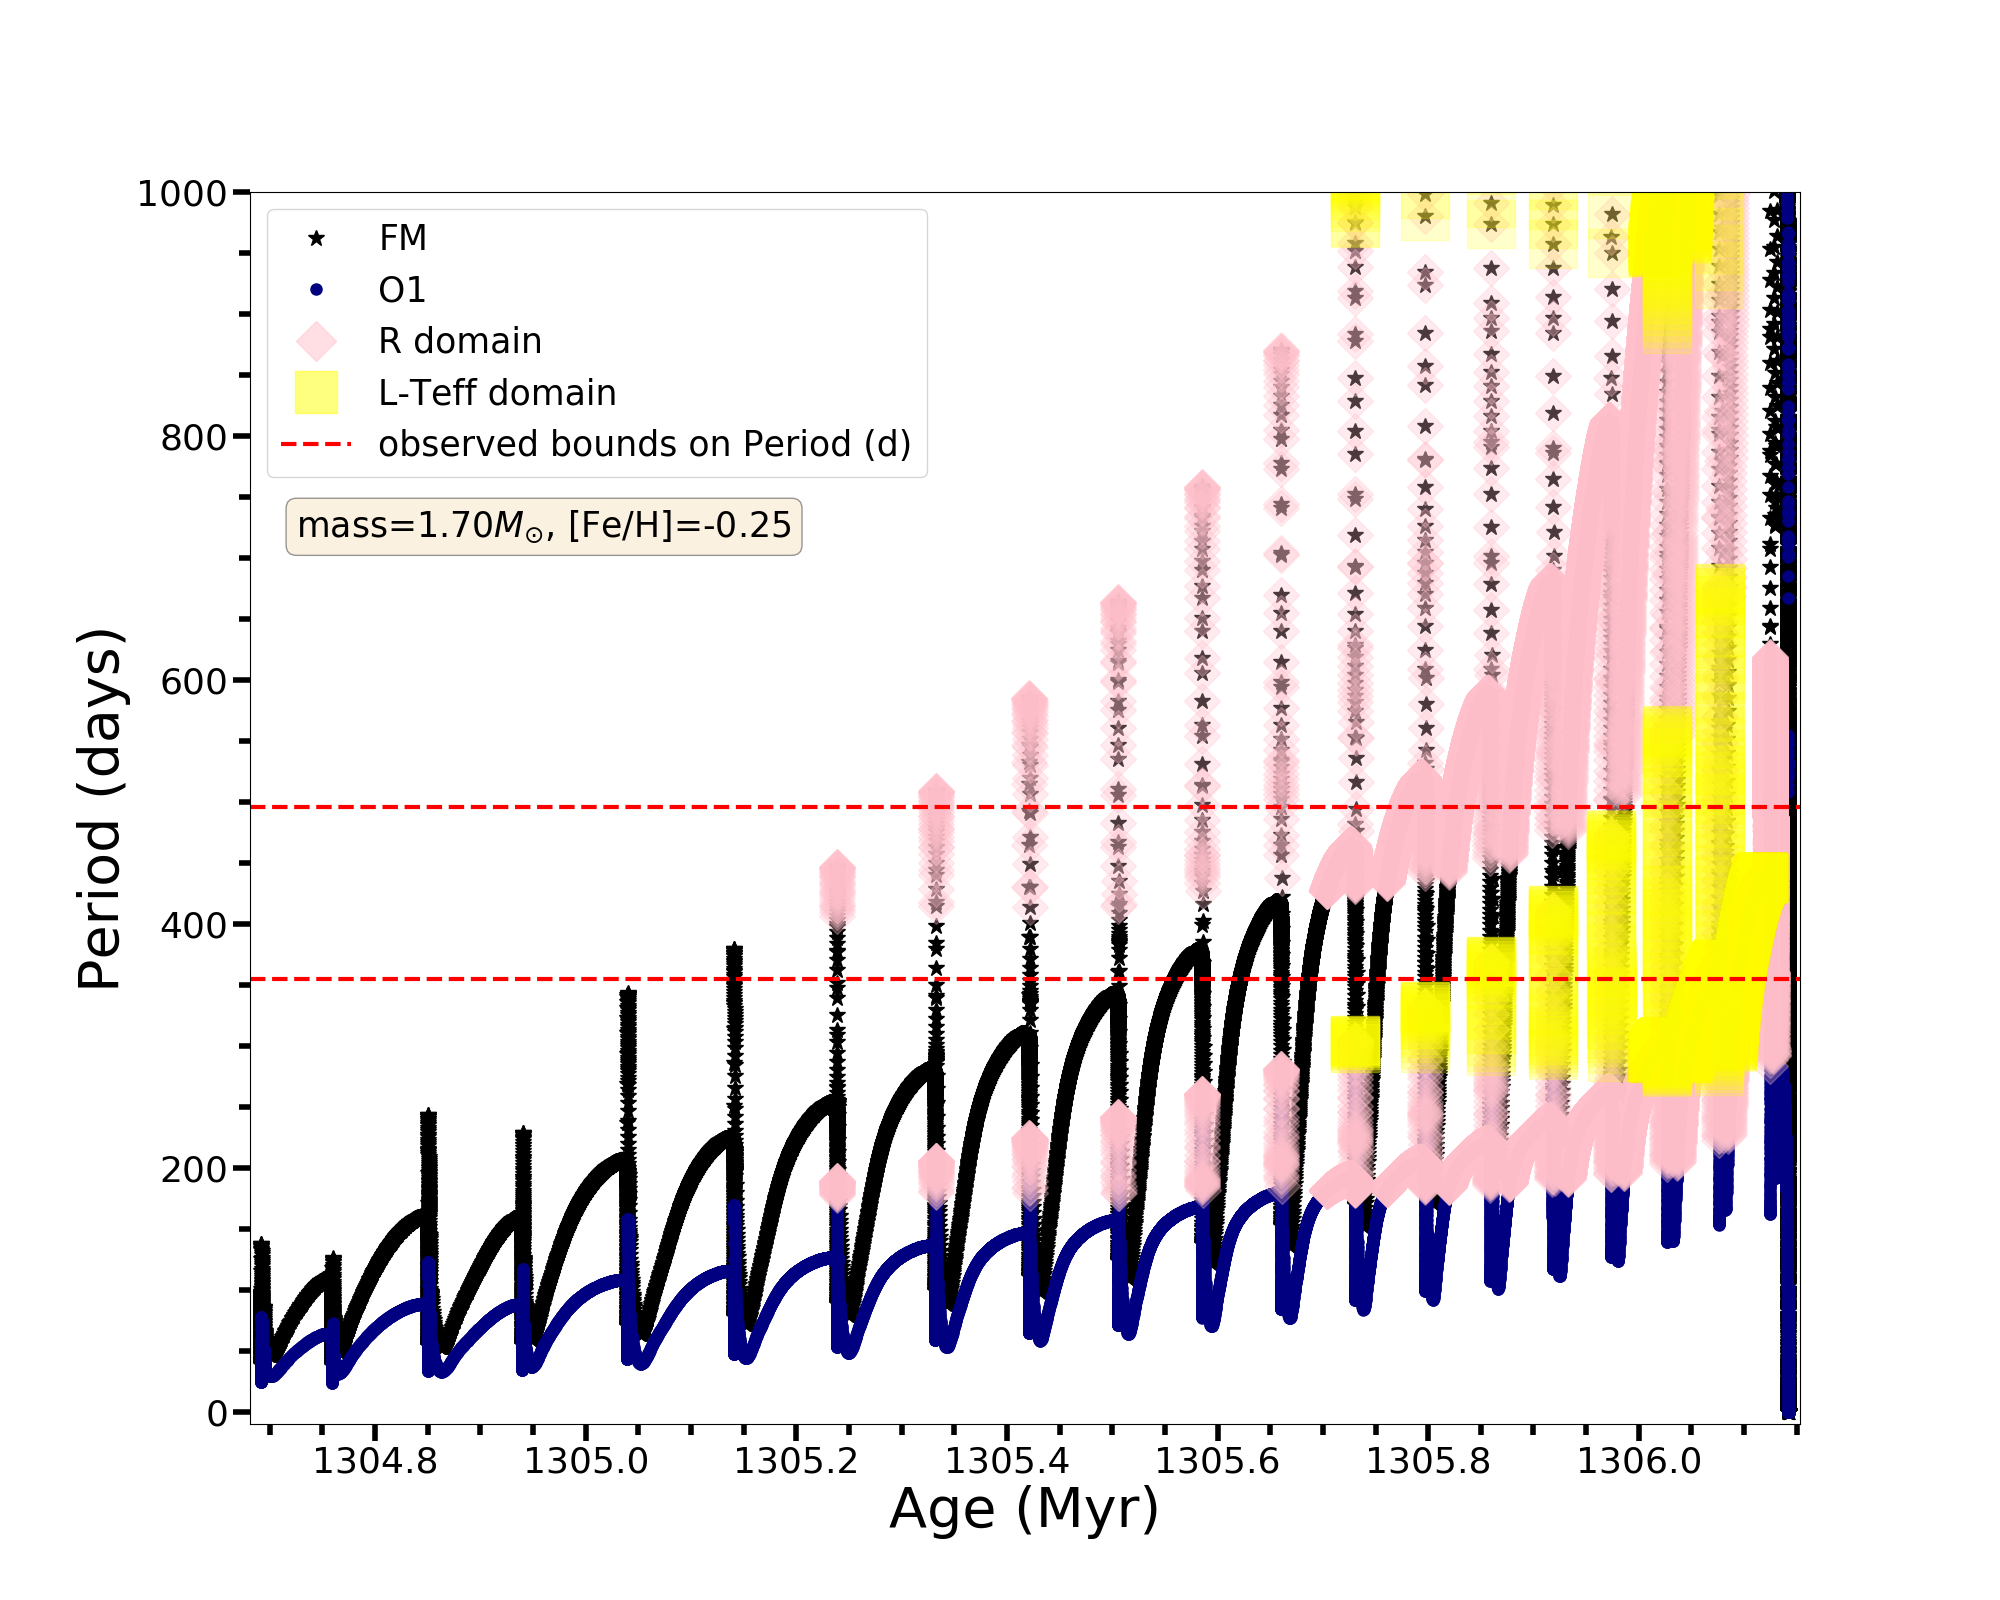 1000
800
600
400
200
0
Period (days)
FM
O1
R domain
L-Teff domain
observed bounds on Period (d)
mass=1.70M⊙, [Fe/H]=-0.25
1304.8 1305.0 1305.2 1305.4 1305.6 1305.8 1306.0
Age (Myr)